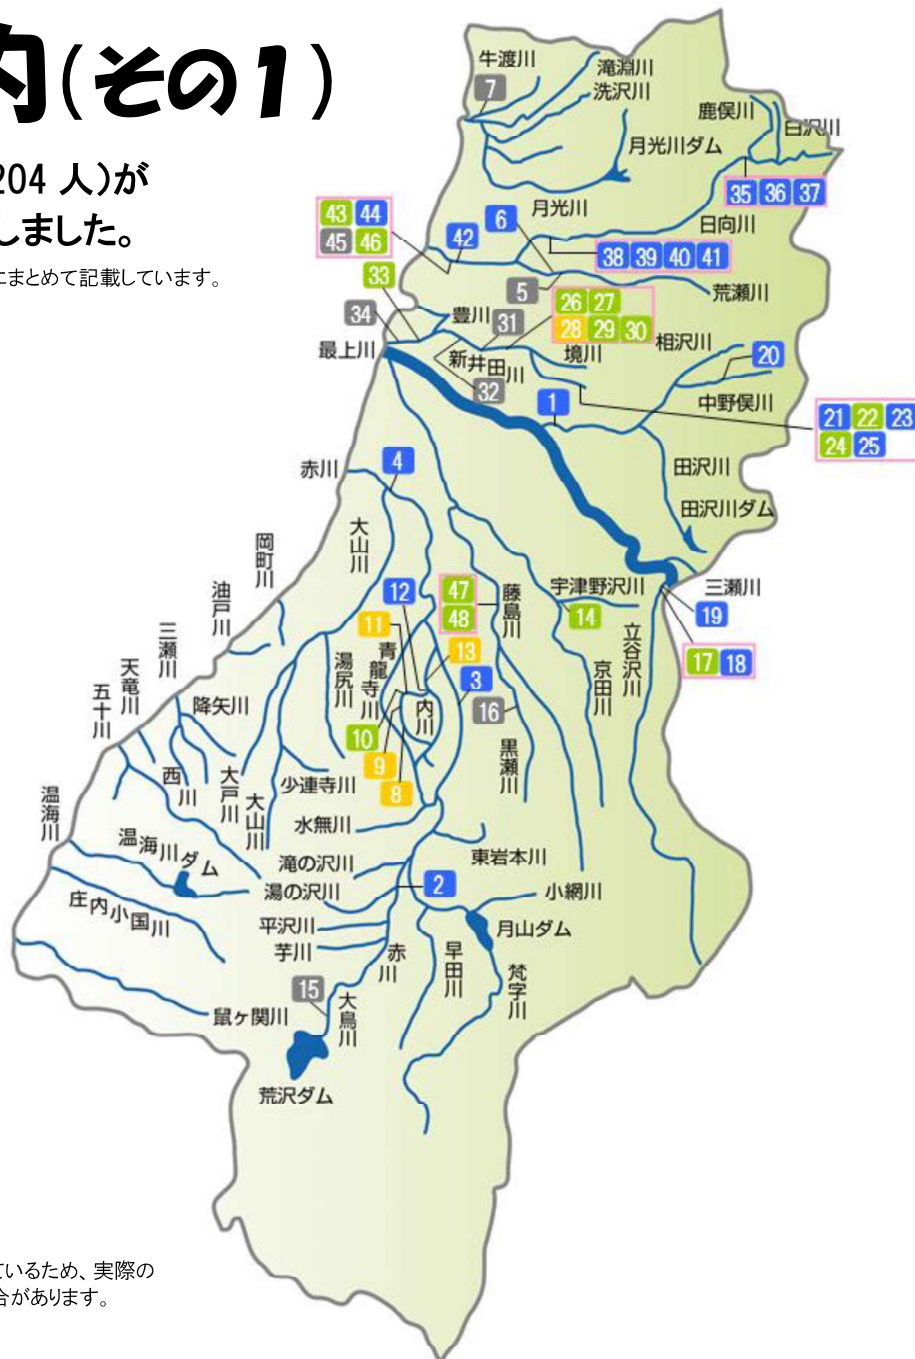 内(その1)
204 人)が
しました。
にまとめて記載しています。
牛渡川
7
滝淵川
洗沢川
鹿俣川
白沢川
月光川ダム
35 36 37
月光川
43 44
45 46
6
42
日向川
38 39 40 41
33
5
荒瀬川
34
豊川
31
26 27
28 29 30
最上川
新井田川
境川
相沢川
20
32
1
中野俣川
21 22 23
24 25
赤川
4
田沢川
田沢川ダム
大山川
岡町川
油戸川
12
47
48
藤島川
宇津野沢川
14
三瀬川
19
11
13
三瀬川
天竜川
五十川
湯尻川
青龍寺川
3
立谷沢川
17 18
降矢川
内川
16
京田川
10
9
8
黒瀬川
西川
大戸川
大山川
少連寺川
温海川
水無川
温海川ダム
滝の沢川
東岩本川
湯の沢川
2
小網川
庄内小国川
平沢川
芋川
月山ダム
赤川
早田川
梵字川
15
大鳥川
鼠ヶ関川
荒沢ダム
ているため、実際の
合があります。